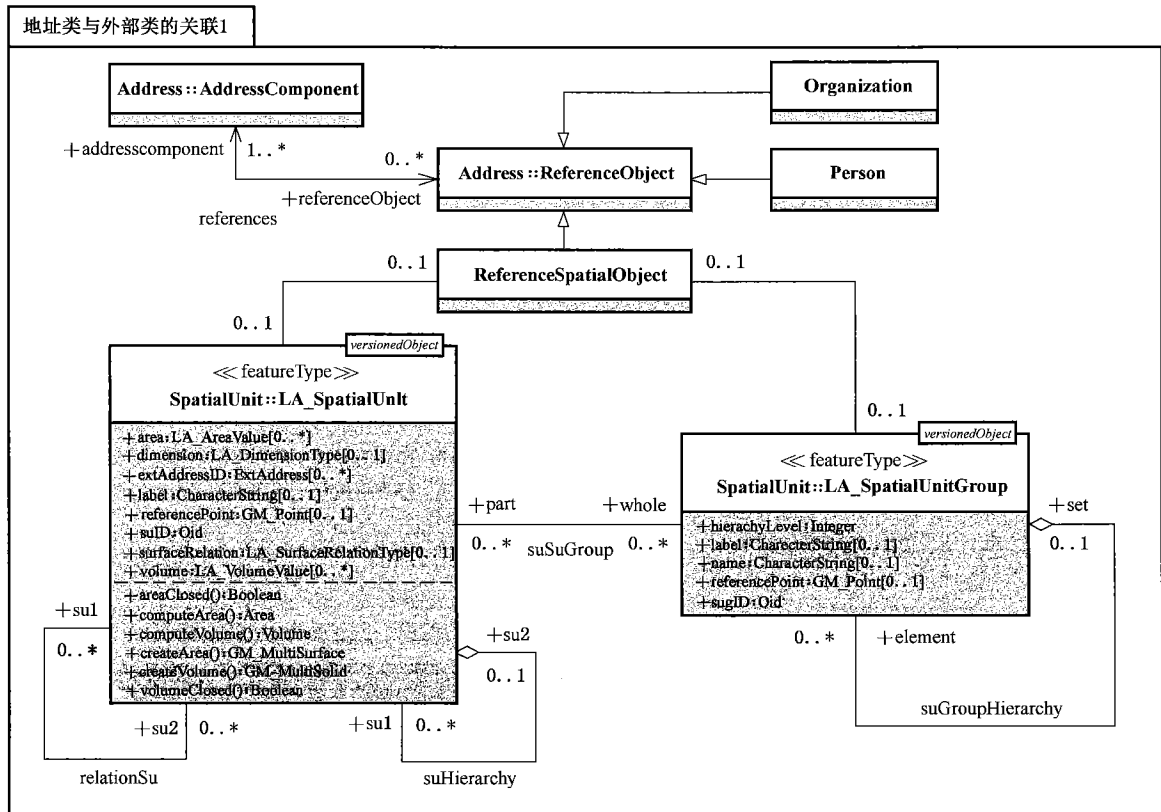 地址类与外部类的关联1
Address::AddressComponent
Organization
+addresscomponent
1..*
0..*
Address::ReferenceObject
Person
+referenceObject
references
0..1
ReferenceSpatialObject
0..1
0..1
versionedObject
≪featureType≫
SpatialUnit::LA_SpatialUnIt
+area:LA_AreaValue[0..*]
+dimension:LA_DimensionType[0..1]
+extAddressID:ExtAddress[0..*]
+label:CharacterString[0..1]
+referencePoint:GM_Point[0..1]
+suID:Oid
+surfaceRelation:LA_SurfaceRelationType[0..1]
+volume:LA_VolumeValue[0..*]
+areaClosed():Boolean
+computeArea():Area
+computeVolume():Volume
+createArea():GM_MultiSurface
+createVolume():GM-MultiSolid
+volumeClosed():Boolean
0..1
versionedObject
≪featureType≫
SpatialUnit::LA_SpatialUnitGroup
+hierachyLevel:Integer
+label:CharecterString[0..1]
+name:CharacterString[0..1]
+referencePoint:GM_Point[0..1]
+sugID:Oid
+part
+whole
0..*
suSuGroup
0..*
+set
0..1
0..*
+element
suGroupHierarchy
+su1
0..*
+su2
0..*
relationSu
+su2
0..1
+su1
0..*
suHierarchy